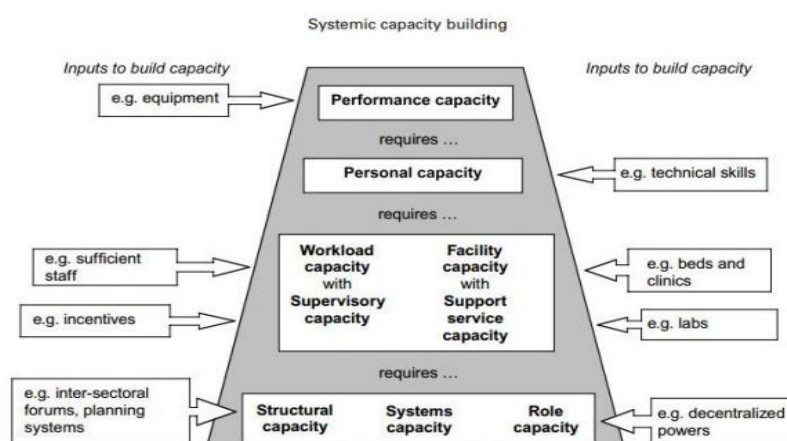 Systemic capacity building
Inputs to build capacity
Inputs to build capacity
e.g. equipment
Performance capacity
requires …
Personal capacity
e.g. technical skills
requires …
e.g. sufficient
staff
Workload
capacity
with
Supervisory
capacity
Facility
capacity
with
Support
service
capacity
e.g. beds and
clinics
e.g. incentives
e.g. labs
requires …
e.g. inter-sectoral
forums, planning
systems
Structural
capacity
Systems
capacity
Role
capacity
e.g. decentralized
powers